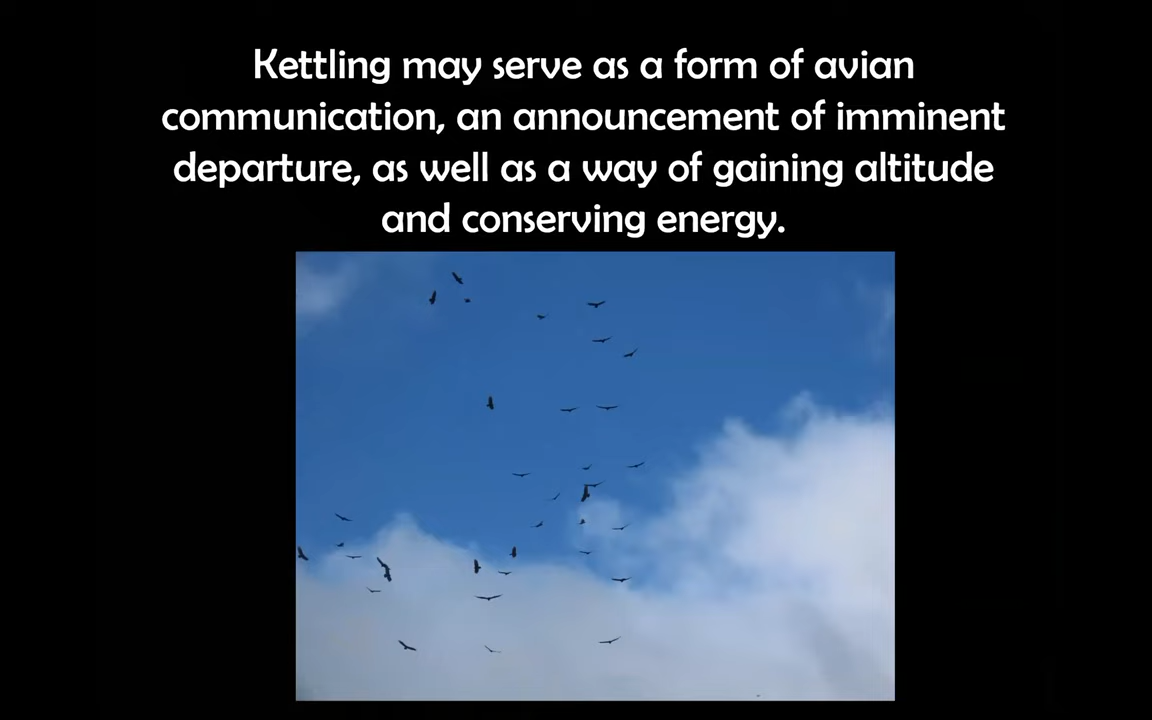 Kettling may serve as a form of avian
communication, an announcement of imminent
departure, as well as a way of gaining altitude
and conserving energy.